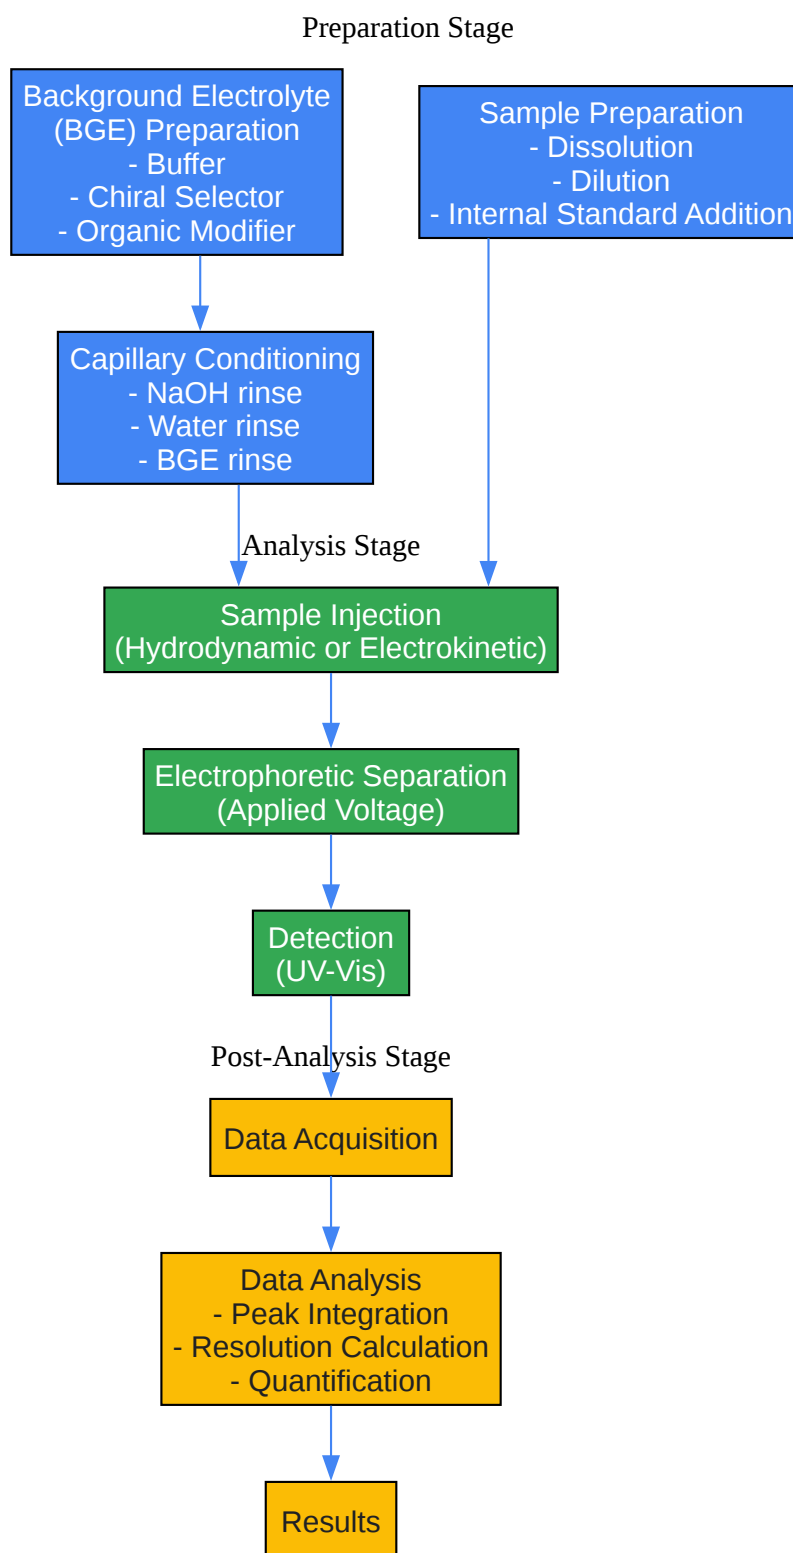 Preparation Stage
Background Electrolyte
(BGE) Preparation
- Buffer
- Chiral Selector
- Organic Modifier
Sample Preparation
- Dissolution
- Dilution
- Internal Standard Addition
Capillary Conditioning
- NaOH rinse
- Water rinse
- BGE rinse
Analysis Stage
Sample Injection
(Hydrodynamic or Electrokinetic)
Electrophoretic Separation
(Applied Voltage)
Detection
(UV-Vis)
Post-Analysis Stage
Data Acquisition
Data Analysis
- Peak Integration
- Resolution Calculation
- Quantification
Results